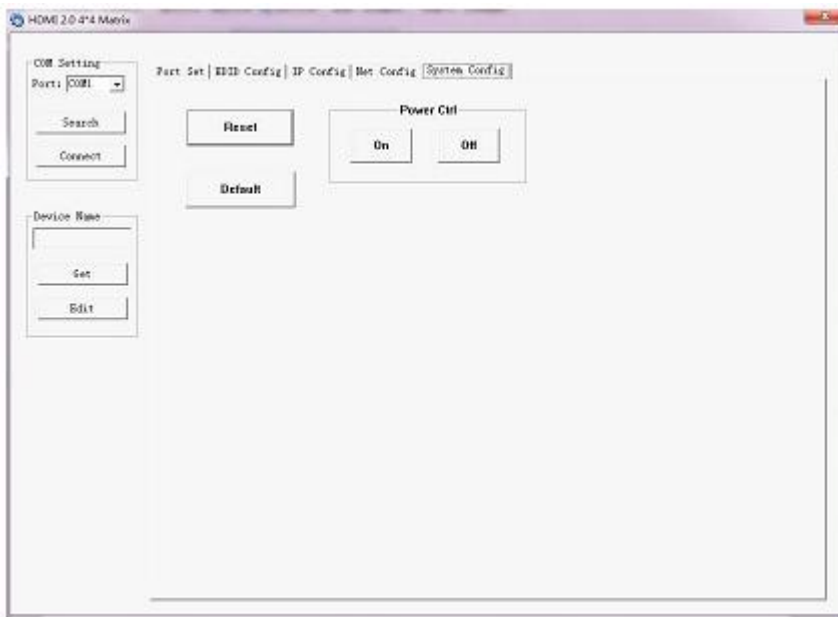 HDMI 2.0 4*4 Matrix
COM Setting
Port: COM1
Search
Connect
Device Name
Get
Edit
Port Set EDID Config IP Config Net Config System Config
Reset
Default
Power Ctrl
On Off